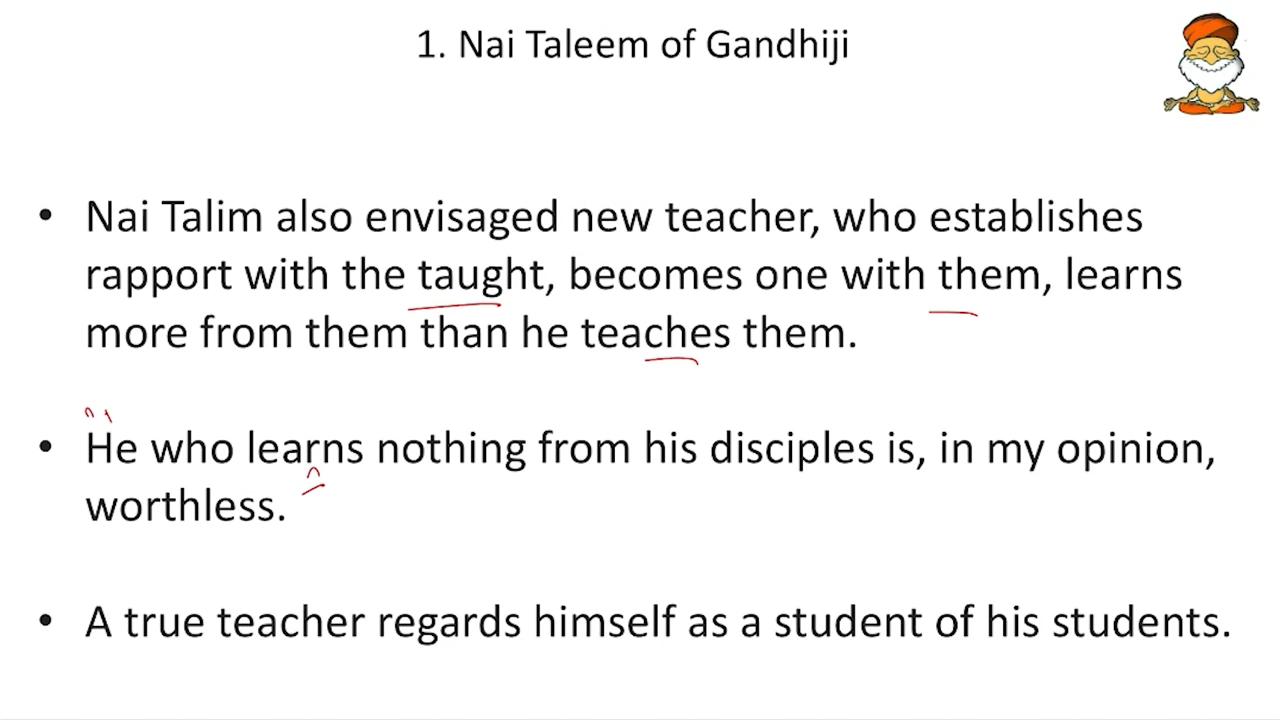 1. Nai Taleem of Gandhiji
• Nai Talim also envisaged new teacher, who establishes
rapport with the taught, becomes one with them, learns
more from them than he teaches them.
• He who learns nothing from his disciples is, in my opinion,
worthless.
• A true teacher regards himself as a student of his students.